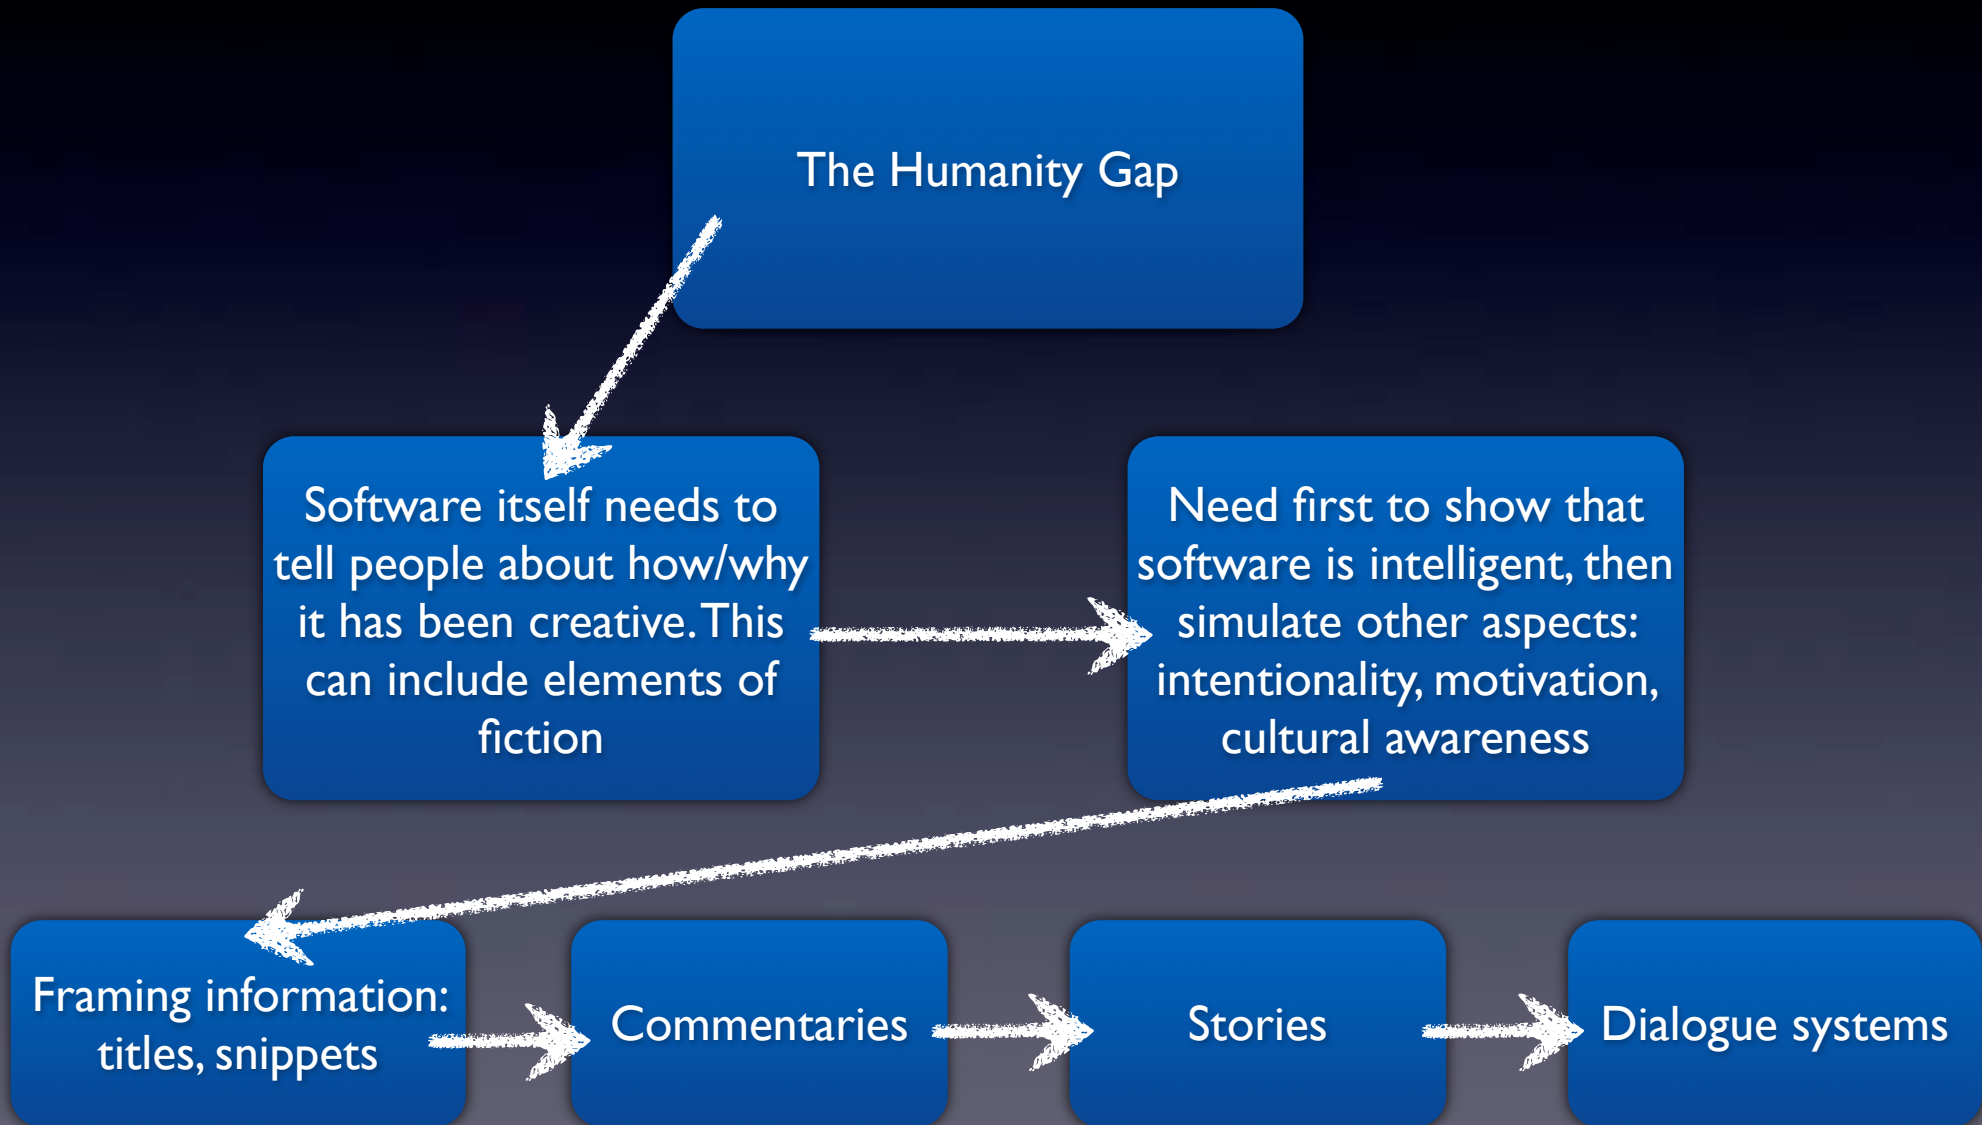 The Humanity Gap
Software itself needs to
tell people about how/why
it has been creative. This
can include elements of
fiction
Need first to show that
software is intelligent, then
simulate other aspects:
intentionality, motivation,
cultural awareness
Framing information:
titles, snippets
Commentaries
Stories
Dialogue systems